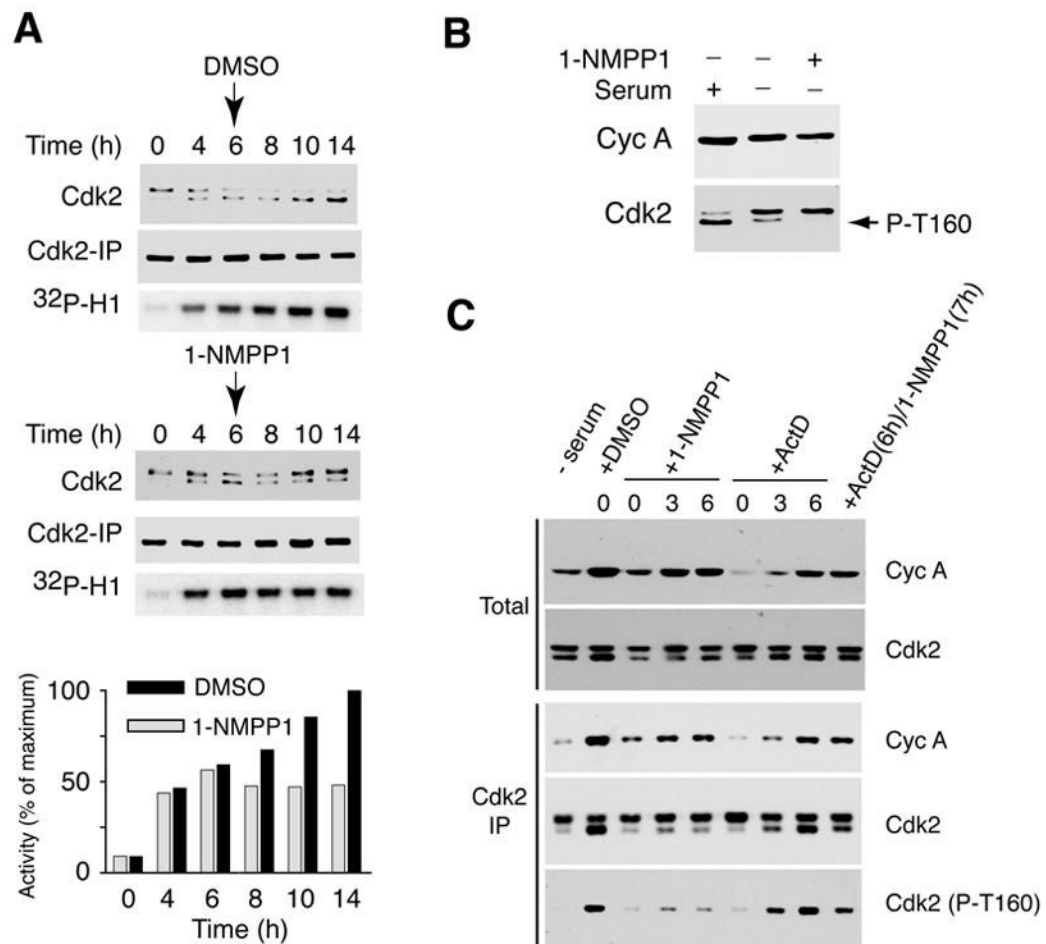 A
DMSO
Time (h) 0 4 6 8 10 14
Cdk2
Cdk2-IP
32P-H1
1-NMPP1
Time (h) 0 4 6 8 10 14
Cdk2
Cdk2-IP
32P-H1
Activity (% of maximum)
100
50
0
DMSO
1-NMPP1
0 4 6 8 10 14
Time (h)
B
1-NMPP1 – – +
Serum + – –
Cyc A
Cdk2
P-T160
C
- serum
+DMSO
+1-NMPP1
+ActD
+ActD(6h)/1-NMPP1(7h)
0 0 3 6 0 3 6
Total
Cyc A
Cdk2
Cdk2
IP
Cyc A
Cdk2
Cdk2 (P-T160)